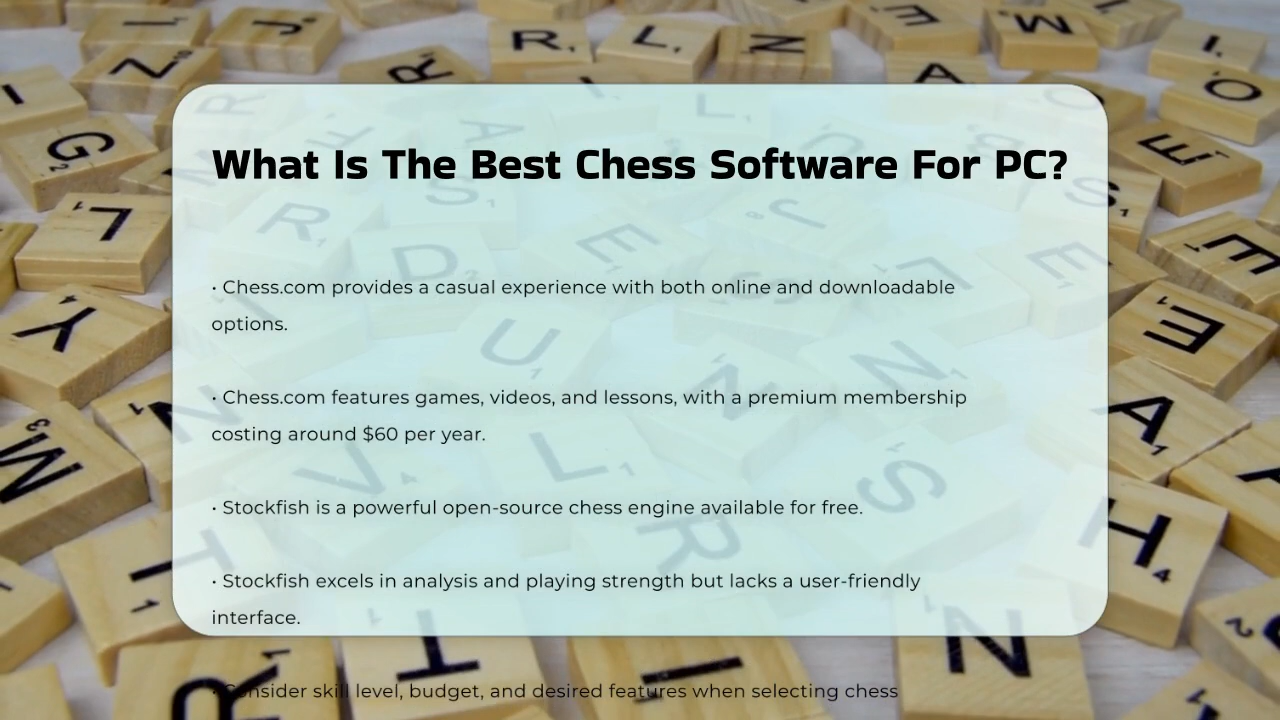 What Is The Best Chess Software For PC?
• Chess.com provides a casual experience with both online and downloadable
options.
• Chess.com features games, videos, and lessons, with a premium membership
costing around $60 per year.
• Stockfish is a powerful open-source chess engine available for free.
• Stockfish excels in analysis and playing strength but lacks a user-friendly
interface.
• Consider skill level, budget, and desired features when selecting chess